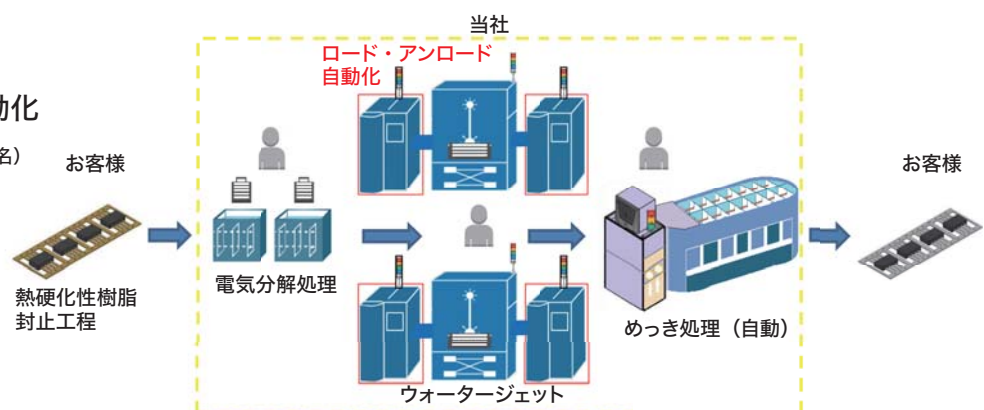 当社
ロード・アンロード
自動化
動化
名）
お客様
お客様
電気分解処理
熱硬化性樹脂
封止工程
めっき処理（自動）
ウォータージェット